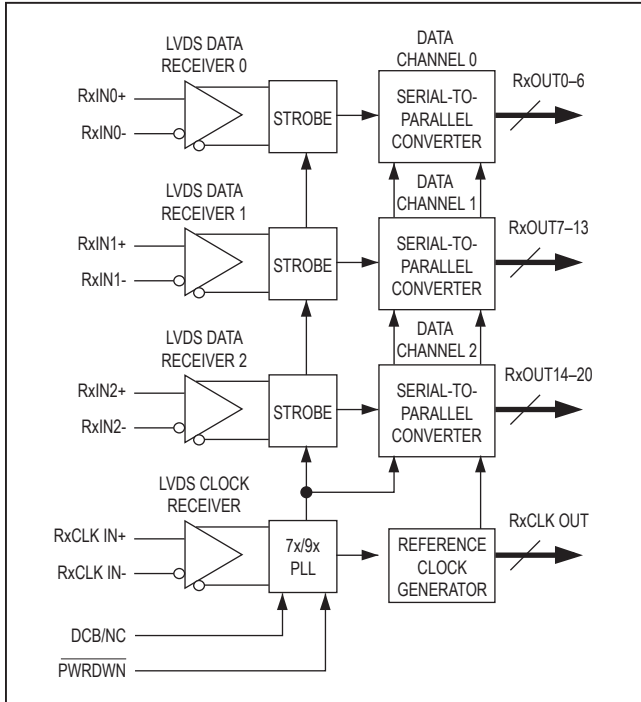 LVDS DATA
RECEIVER 0
DATA
CHANNEL 0
RxIN0+
RxIN0-
STROBE
SERIAL-TO-
PARALLEL
CONVERTER
RxOUT0–6
LVDS DATA
RECEIVER 1
DATA
CHANNEL 1
RxIN1+
RxIN1-
STROBE
SERIAL-TO-
PARALLEL
CONVERTER
RxOUT7–13
LVDS DATA
RECEIVER 2
DATA
CHANNEL 2
RxIN2+
RxIN2-
STROBE
SERIAL-TO-
PARALLEL
CONVERTER
RxOUT14–20
LVDS CLOCK
RECEIVER
RxCLK IN+
RxCLK IN-
7x/9x
PLL
REFERENCE
CLOCK
GENERATOR
RxCLK OUT
DCB/NC
PWRDWN